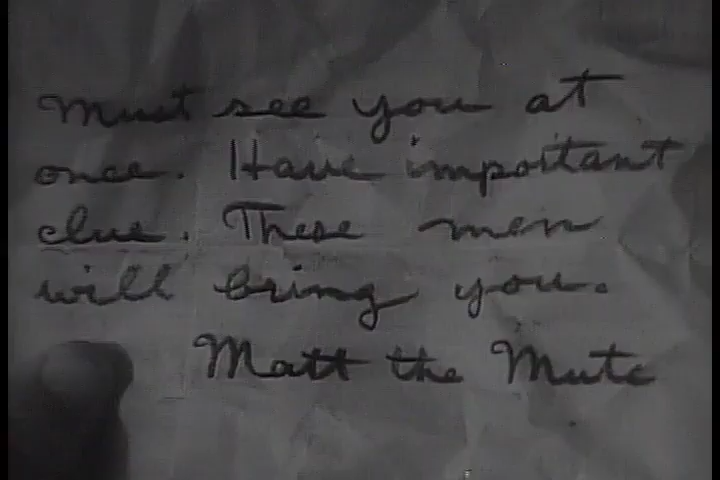 Must see you at
once. Have important
clue. These men
will bring you.
Matt the Mute